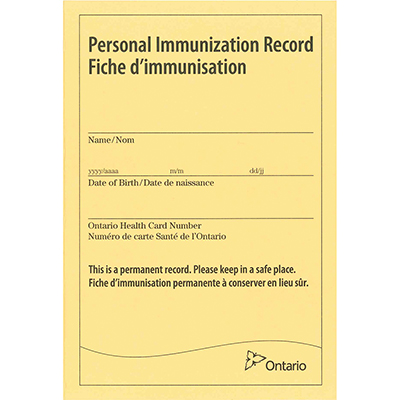 Personal Immunization Record
Fiche d'immunisation
Name/Nom
yyyy/aaaa m/m dd/jj
Date of Birth/Date de naissance
Ontario Health Card Number
Numéro de carte Santé de l'Ontario
This is a permanent record. Please keep in a safe place.
Fiche d'immunisation permanente à conserver en lieu sûr.
Ontario